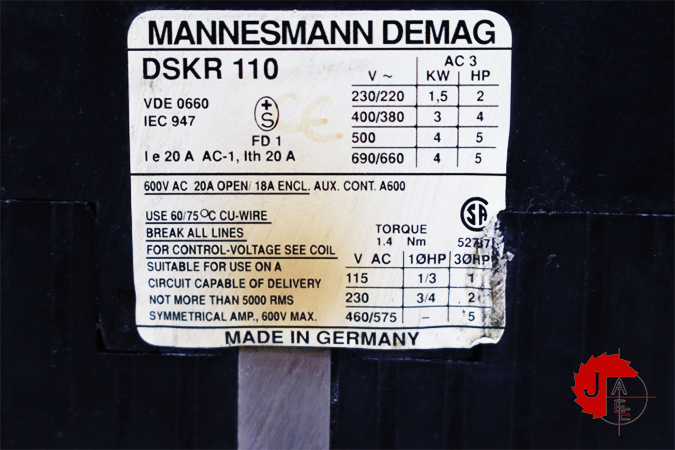 MANNESMANN DEMAG
DSKR 110
AC 3
V ~ KW HP
VDE 0660
IEC 947
+
S
CE
FD 1
I e 20 A AC-1, Ith 20 A
230/220 1,5 2
400/380 3 4
500 4 5
690/660 4 5
600V AC 20A OPEN/ 18A ENCL. AUX. CONT. A600
USE 60/75°C CU-WIRE
BREAK ALL LINES
FOR CONTROL-VOLTAGE SEE COIL
SUITABLE FOR USE ON A
CIRCUIT CAPABLE OF DELIVERY
NOT MORE THAN 5000 RMS
SYMMETRICAL AMP., 600V MAX.
SA
TORQUE
1.4 Nm
V AC 1ØHP 3ØHP
115 1/3 1
230 3/4 2
460/575 – 5
MADE IN GERMANY
J
A
E
E